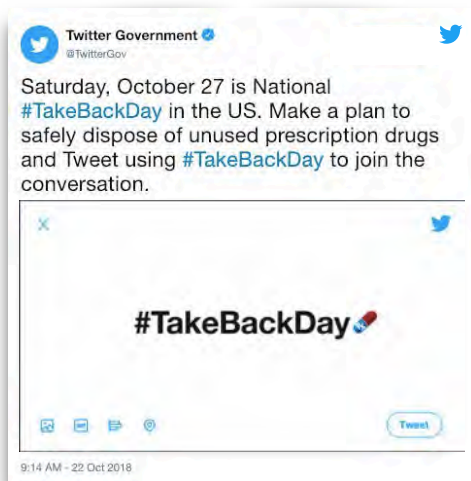 Twitter Government
@TwitterGov
Saturday, October 27 is National
#TakeBackDay in the US. Make a plan to
safely dispose of unused prescription drugs
and Tweet using #TakeBackDay to join the
conversation.
#TakeBackDay
GIF
Tweet
9:14 AM - 22 Oct 2018